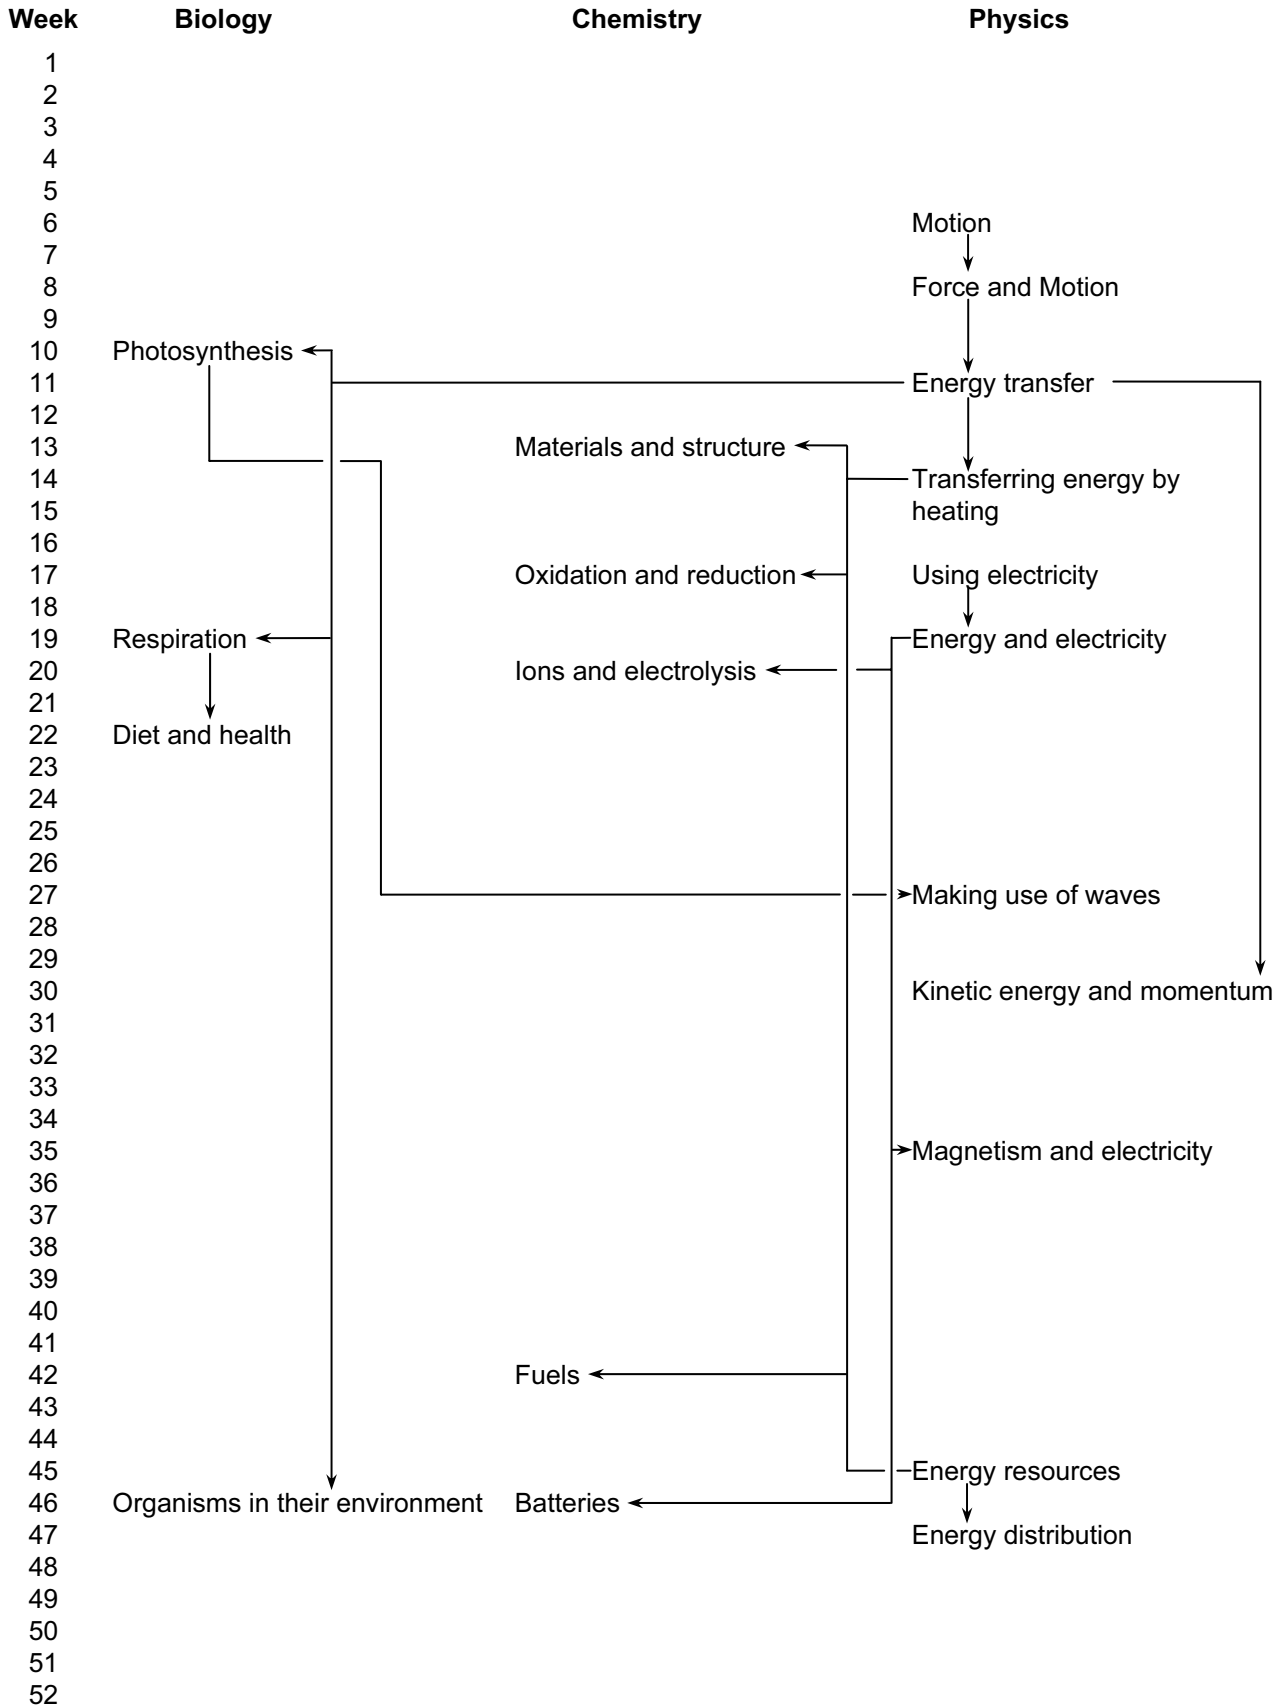 Week Biology Chemistry Physics
1
2
3
4
5
6 Motion
7
8 Force and Motion
9
10 Photosynthesis
11 Energy transfer
12
13 Materials and structure
14 Transferring energy by
15 heating
16
17 Oxidation and reduction Using electricity
18
19 Respiration Energy and electricity
20 Ions and electrolysis
21
22 Diet and health
23
24
25
26
27 Making use of waves
28
29
30 Kinetic energy and momentum
31
32
33
34
35 Magnetism and electricity
36
37
38
39
40
41
42 Fuels
43
44
45 Energy resources
46 Organisms in their environment Batteries
47 Energy distribution
48
49
50
51
52